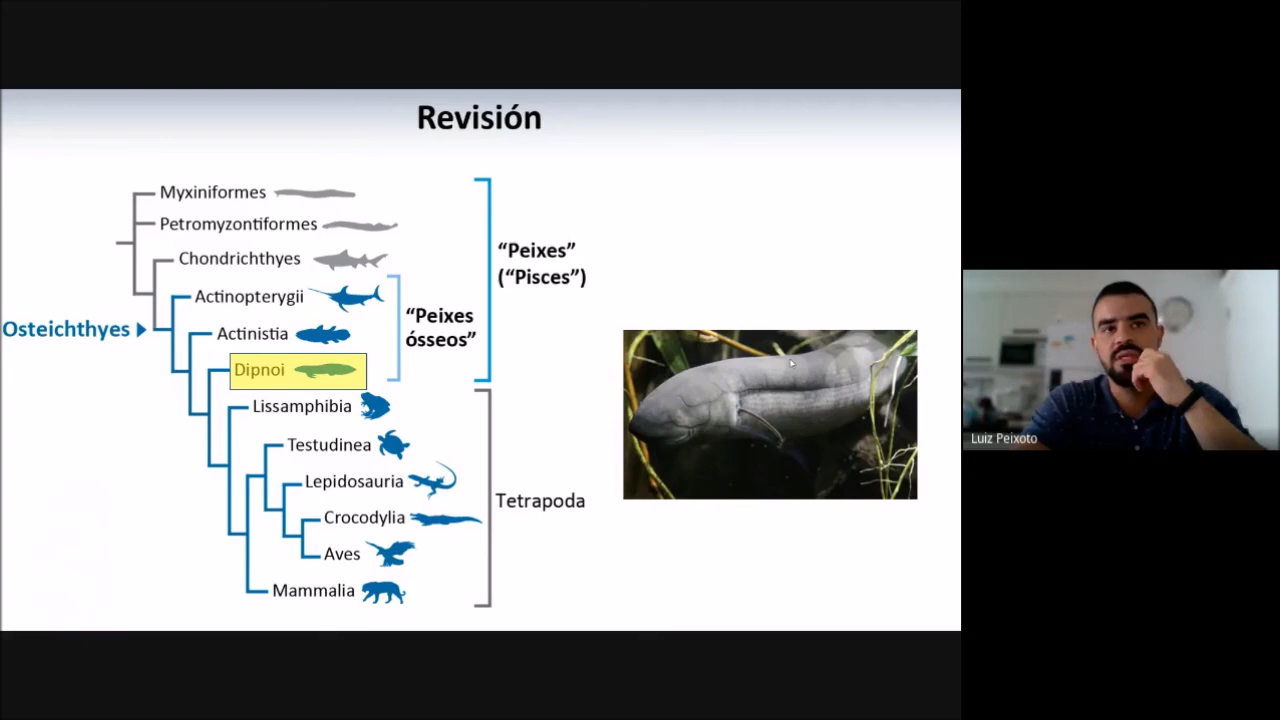 Revisión
Myxiniformes
Petromyzontiformes
Chondrichthyes
Actinopterygii
Osteichthyes
Actinistia
Dipnoi
Lissamphibia
Testudinea
Lepidosauria
Crocodylia
Aves
Mammalia
“Peixes
ósseos”
“Peixes”
(“Pisces”)
Tetrapoda
Luiz Peixoto